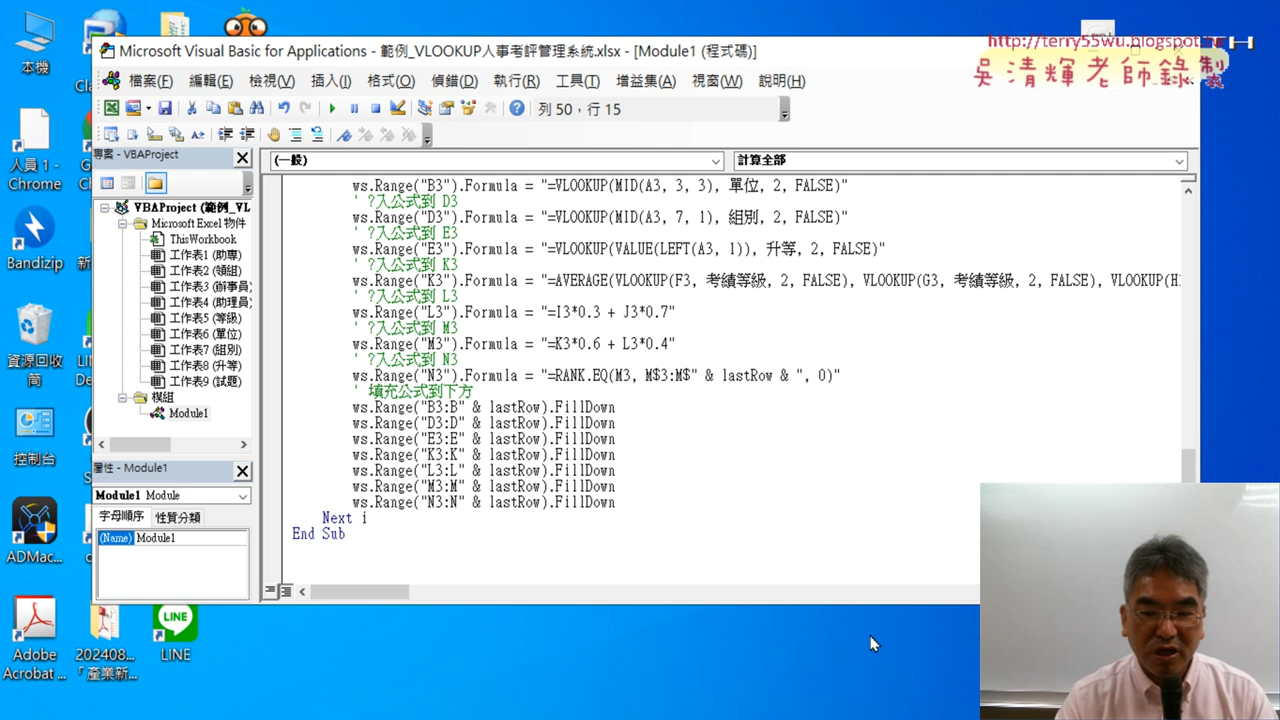 http://terry55wu.blogspot.
吳清輝老師錄製
Microsoft Visual Basic for Applications - 範例_VLOOKUP人事考評管理系統.xlsx - [Module1 (程式碼)]
檔案(F) 編輯(E) 檢視(V) 插入(I) 格式(O) 偵錯(D) 執行(R) 工具(T) 增益集(A) 視窗(W) 說明(H)
列 50，行 15
專案 - VBAProject
(一般) 計算全部
VBAProject (範例_VL
Microsoft Excel 物件
ThisWorkbook
工作表1 (助專)
工作表2 (領組)
工作表3 (辦事員)
工作表4 (助理員)
工作表5 (等級)
工作表6 (單位)
工作表7 (組別)
工作表8 (升等)
工作表9 (試題)
模組
Module1
屬性 - Module1
Module1 Module
字母順序 性質分類
(Name) Module1
ws.Range("B3").Formula = "=VLOOKUP(MID(A3, 3, 3), 單位, 2, FALSE)"
' ?入公式到 D3
ws.Range("D3").Formula = "=VLOOKUP(MID(A3, 7, 1), 組別, 2, FALSE)"
' ?入公式到 E3
ws.Range("E3").Formula = "=VLOOKUP(VALUE(LEFT(A3, 1)), 升等, 2, FALSE)"
' ?入公式到 K3
ws.Range("K3").Formula = "=AVERAGE(VLOOKUP(F3, 考績等級, 2, FALSE), VLOOKUP(G3, 考績等級, 2, FALSE), VLOOKUP(H
' ?入公式到 L3
ws.Range("L3").Formula = "=I3*0.3 + J3*0.7"
' ?入公式到 M3
ws.Range("M3").Formula = "=K3*0.6 + L3*0.4"
' ?入公式到 N3
ws.Range("N3").Formula = "=RANK.EQ(M3, M$3:M$" & lastRow & ", 0)"
' 填充公式到下方
ws.Range("B3:B" & lastRow).FillDown
ws.Range("D3:D" & lastRow).FillDown
ws.Range("E3:E" & lastRow).FillDown
ws.Range("K3:K" & lastRow).FillDown
ws.Range("L3:L" & lastRow).FillDown
ws.Range("M3:M" & lastRow).FillDown
ws.Range("N3:N" & lastRow).FillDown
Next i
End Sub
本機
人員 1 -
Chrome
Bandizip
資源回收
筒
控制台
ADMac...
Adobe
Acrobat ...
202408...
「產業新...
LINE